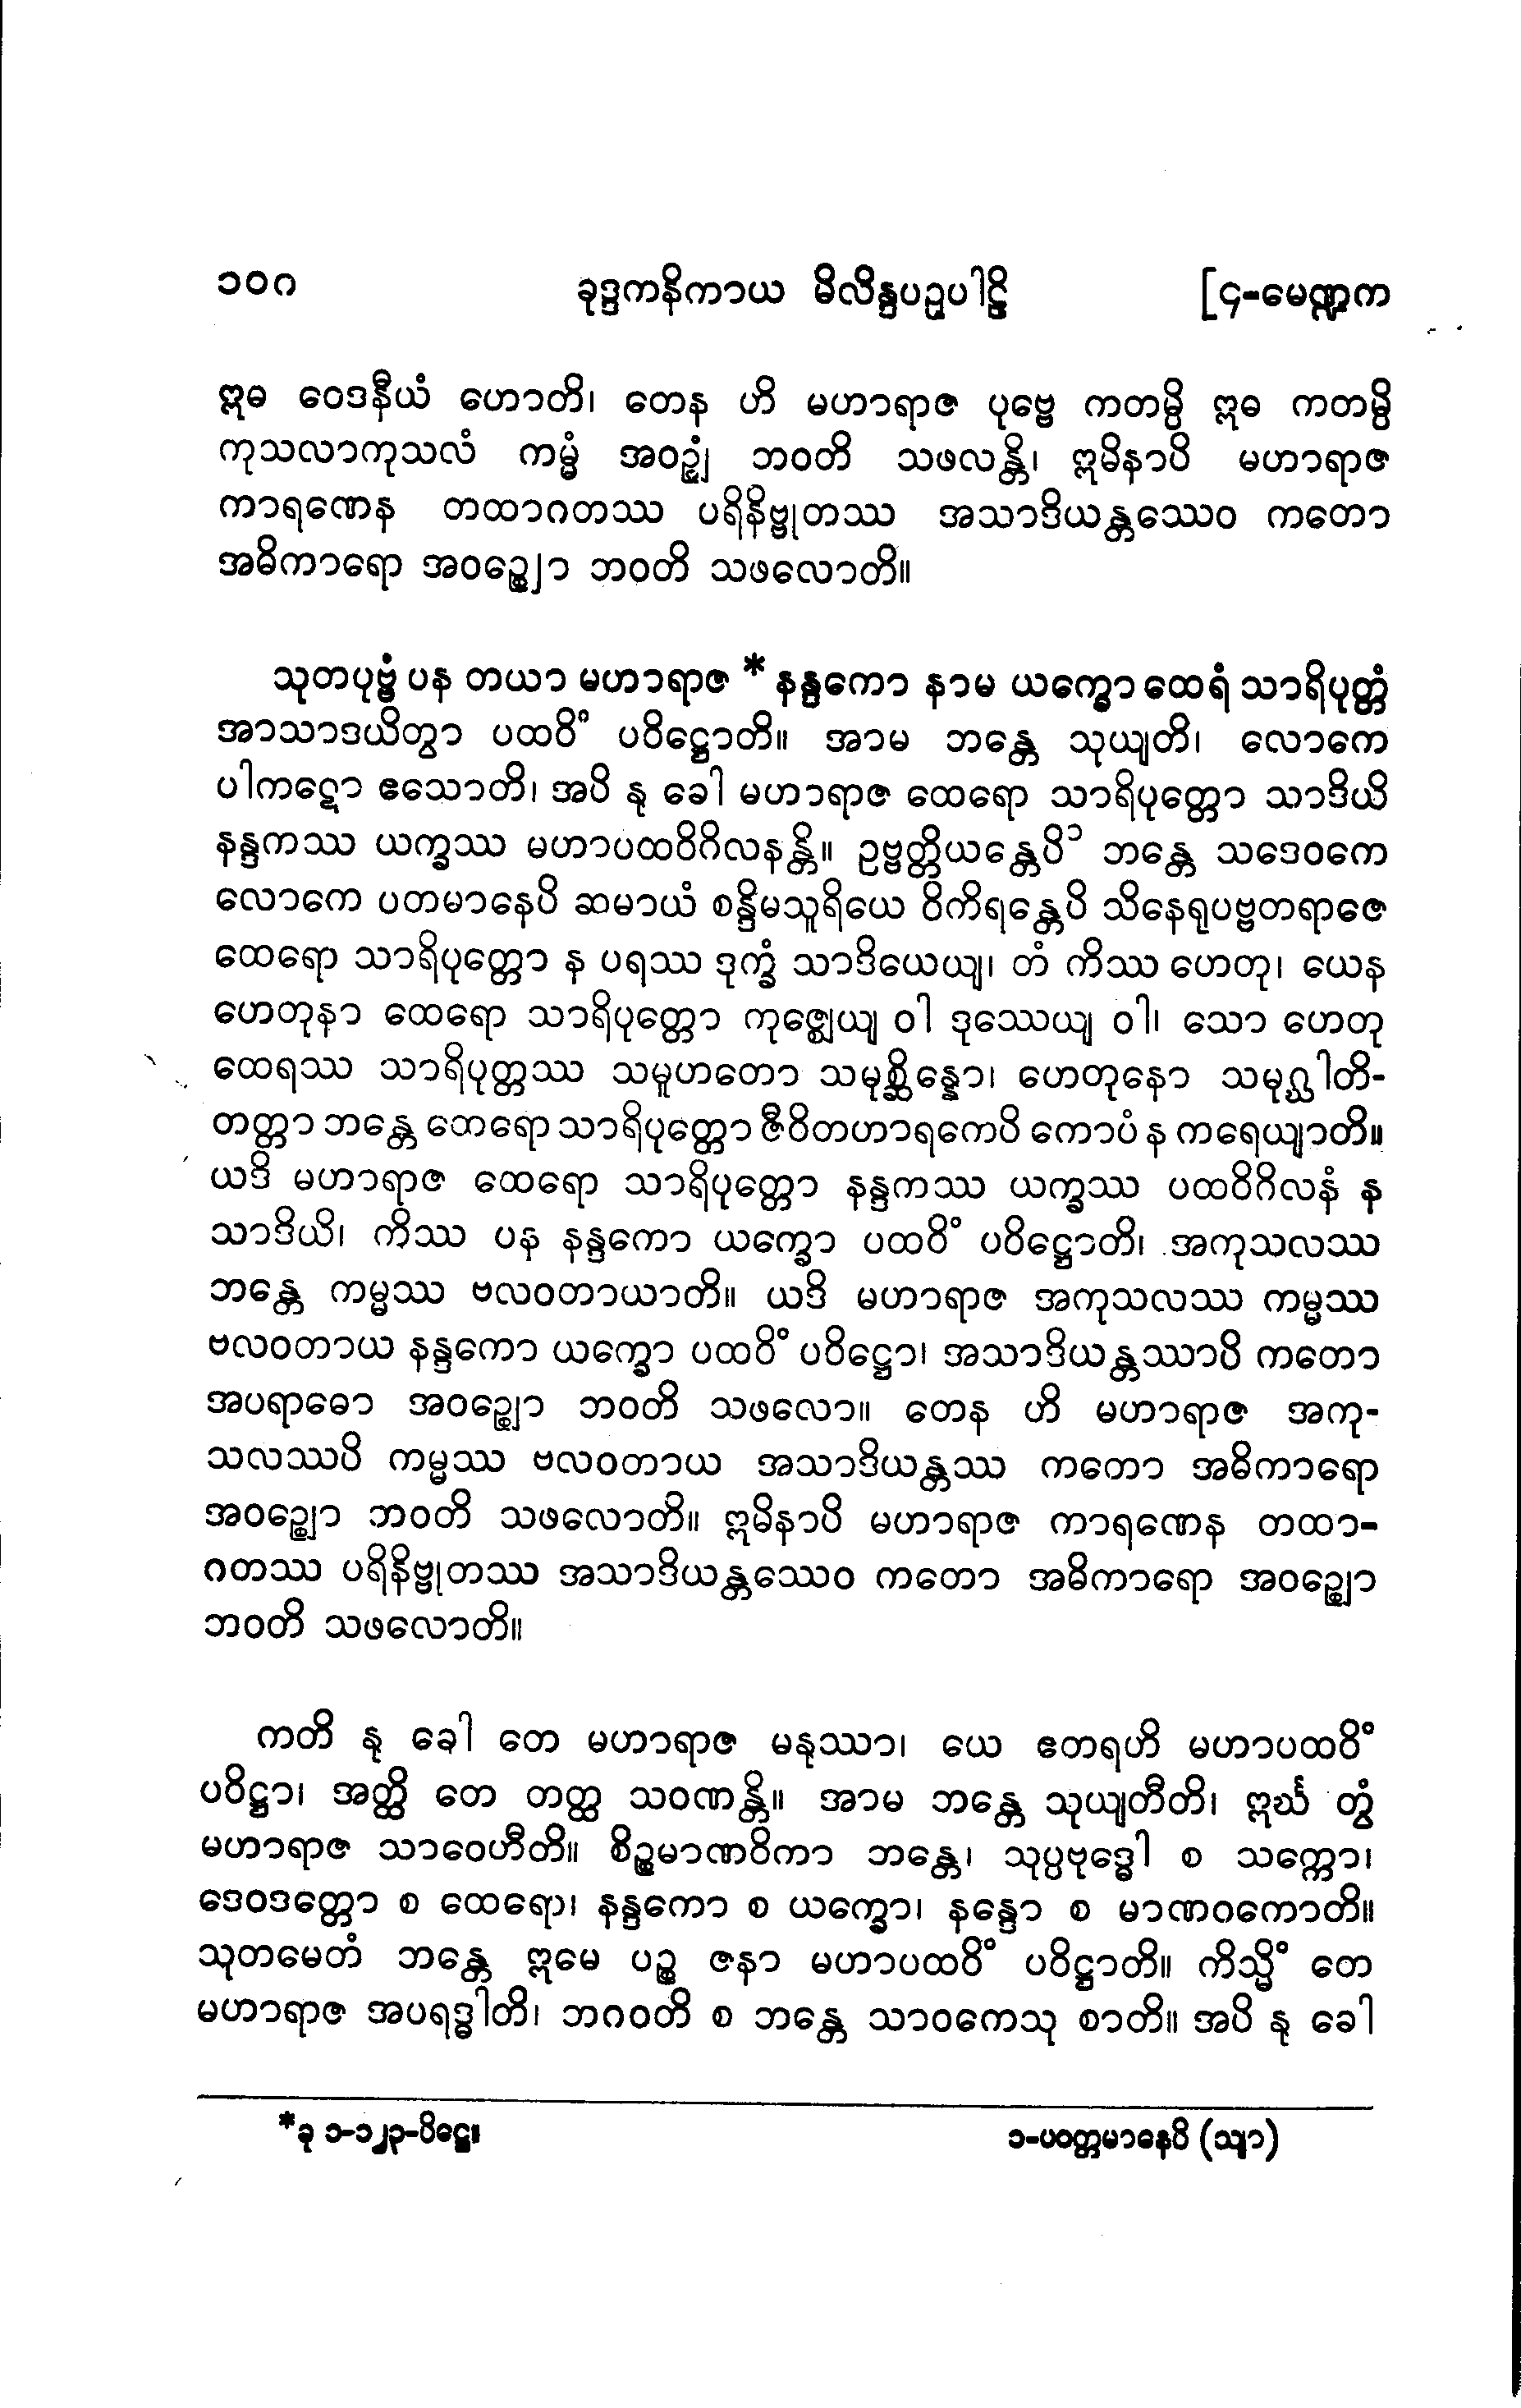 ၁၀ဂ ခုဒ္ဒကနိကာယ မိလိန္ဒပဉှပါဠိ [၄-မေဏ္ဍက
ဣဓ ဝေဒနီယံ ဟောတိ၊ တေန ဟိ မဟာရာဇ ပုဗ္ဗေ ကတမ္ပိ ဣဓ ကတမ္ပိ
ကုသလာကုသလံ ကမ္မံ အဝဉ္ဈံ ဘဝတိ သဖလန္တိ၊ ဣမိနာပိ မဟာရာဇ
ကာရဏေန တထာဂတဿ ပရိနိဗ္ဗုတဿ အသာဒိယန္တဿေဝ ကတော
အဓိကာရော အဝဉ္ဈော ဘဝတိ သဖလောတိ။
သုတပုဗ္ဗံ ပန တယာ မဟာရာဇ * နန္ဒကော နာမ ယက္ခော ထေရံ သာရိပုတ္တံ
အာသာဒယိတွာ ပထဝိံ ပဝိဋ္ဌောတိ။ အာမ ဘန္တေ သုယျတိ၊ လောကေ
ပါကဋော ဧသောတိ၊ အပိ နု ခေါ မဟာရာဇ ထေရော သာရိပုတ္တော သာဒိယိ
နန္ဒကဿ ယက္ခဿ မဟာပထဝိဂိလနန္တိ။ ဥဗ္ဗတ္တိယန္တေပိ ၁ ဘန္တေ သဒေဝကေ
လောကေ ပတမာနေပိ ဆမာယံ စန္ဒိမသူရိယေ ဝိကိရန္တေပိ သိနေရုပဗ္ဗတရာဇေ
ထေရော သာရိပုတ္တော န ပရဿ ဒုက္ခံ သာဒိယေယျ၊ တံ ကိဿ ဟေတု၊ ယေန
ဟေတုနာ ထေရော သာရိပုတ္တော ကုဇ္ဈေယျ ဝါ ဒုဿေယျ ဝါ၊ သော ဟေတု
ထေရဿ သာရိပုတ္တဿ သမူဟတော သမုစ္ဆိန္နော၊ ဟေတုနော သမုဂ္ဃါတိ-
တတ္တာ ဘန္တေ ထေရော သာရိပုတ္တော ဇီဝိတဟာရကေပိ ကောပံ န ကရေယျာတိ။
ယဒိ မဟာရာဇ ထေရော သာရိပုတ္တော နန္ဒကဿ ယက္ခဿ ပထဝိဂိလနံ န
သာဒိယိ၊ ကိဿ ပန နန္ဒကော ယက္ခော ပထဝိံ ပဝိဋ္ဌောတိ၊ အကုသလဿ
ဘန္တေ ကမ္မဿ ဗလဝတာယာတိ။ ယဒိ မဟာရာဇ အကုသလဿ ကမ္မဿ
ဗလဝတာယ နန္ဒကော ယက္ခော ပထဝိံ ပဝိဋ္ဌော၊ အသာဒိယန္တဿာပိ ကတော
အပရာဓော အဝဉ္ဈော ဘဝတိ သဖလော။ တေန ဟိ မဟာရာဇ အကု-
သလဿပိ ကမ္မဿ ဗလဝတာယ အသာဒိယန္တဿ ကတော အဓိကာရော
အဝဉ္ဈော ဘဝတိ သဖလောတိ။ ဣမိနာပိ မဟာရာဇ ကာရဏေန တထာ-
ဂတဿ ပရိနိဗ္ဗုတဿ အသာဒိယန္တဿေဝ ကတော အဓိကာရော အဝဉ္ဈော
ဘဝတိ သဖလောတိ။
ကတိ နု ခေါ တေ မဟာရာဇ မနုဿာ၊ ယေ ဧတရဟိ မဟာပထဝိံ
ပဝိဋ္ဌာ၊ အတ္ထိ တေ တတ္ထ သဝဏန္တိ။ အာမ ဘန္တေ သုယျတီတိ၊ ဣင်္ဃ တွံ
မဟာရာဇ သာဝေဟီတိ။ စိဉ္စမာဏဝိကာ ဘန္တေ၊ သုပ္ပဗုဒ္ဓေါ စ သက္ကော၊
ဒေဝဒတ္တော စ ထေရော၊ နန္ဒကော စ ယက္ခော၊ နန္ဒော စ မာဏဝကောတိ။
သုတမေတံ ဘန္တေ ဣမေ ပဉ္စ ဇနာ မဟာပထဝိံ ပဝိဋ္ဌာတိ။ ကိသ္မိံ တေ
မဟာရာဇ အပရဒ္ဓါတိ၊ ဘဂဝတိ စ ဘန္တေ သာဝကေသု စာတိ။ အပိ နု ခေါ
*ခု ၁-၁၂၃-ပိဋ္ဌေ။ ၁-ပဝတ္တမာနေပိ (သျာ)